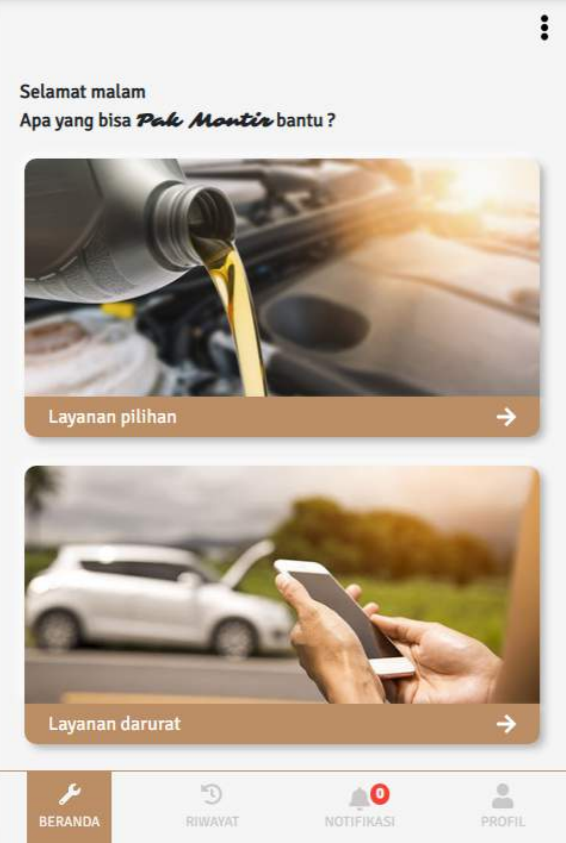 Selamat malam
Apa yang bisa Pak Montir bantu ?
Layanan pilihan
Layanan darurat
0
BERANDA
RIWAYAT
NOTIFIKASI
PROFIL